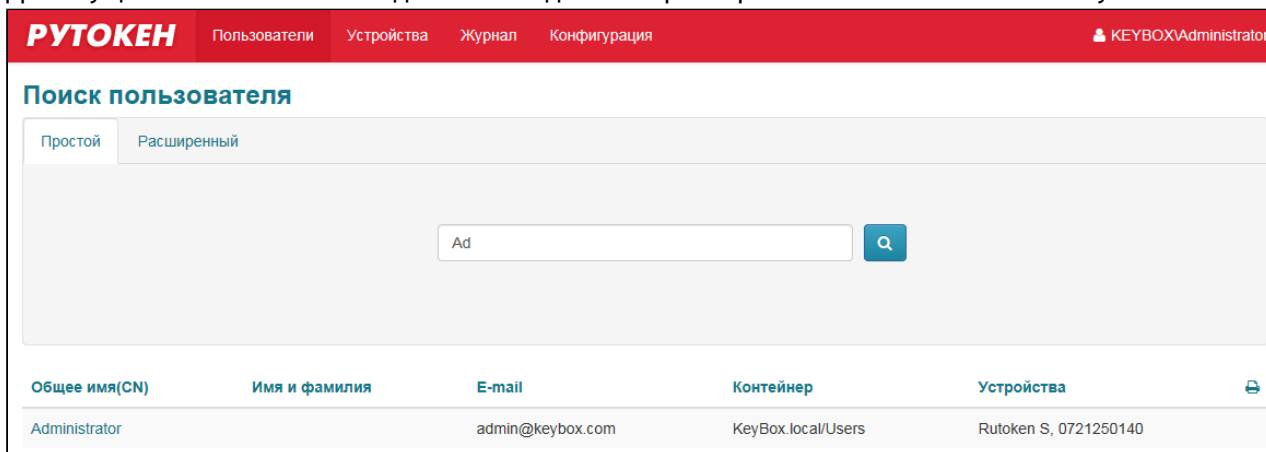 РУТОКЕН Пользователи Устройства Журнал Конфигурация KEYBOX\Administrator
Поиск пользователя
Простой Расширенный
Ad
Общее имя(CN) Имя и фамилия E-mail Контейнер Устройства
Administrator admin@keybox.com KeyBox.local/Users Rutoken S, 0721250140